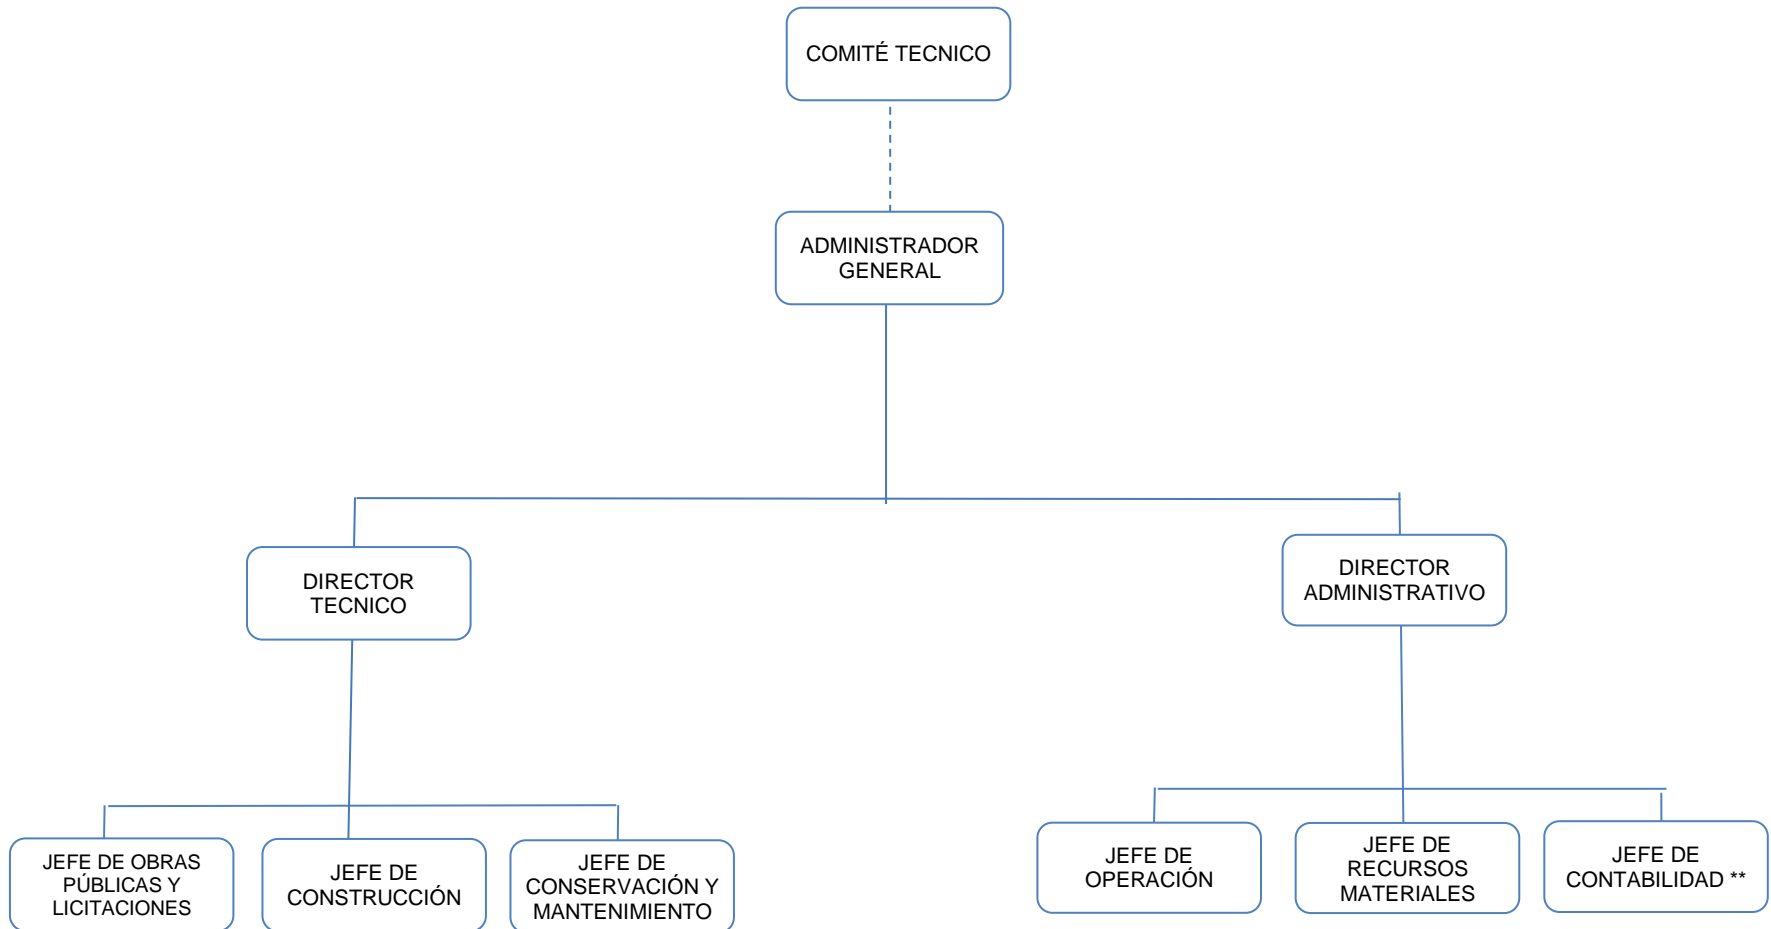 COMITÉ TECNICO
ADMINISTRADOR
GENERAL
DIRECTOR
TECNICO
DIRECTOR
ADMINISTRATIVO
JEFE DE OBRAS
PÚBLICAS Y
LICITACIONES
JEFE DE
CONSTRUCCIÓN
JEFE DE
CONSERVACIÓN Y
MANTENIMIENTO
JEFE DE
OPERACIÓN
JEFE DE
RECURSOS
MATERIALES
JEFE DE
CONTABILIDAD **